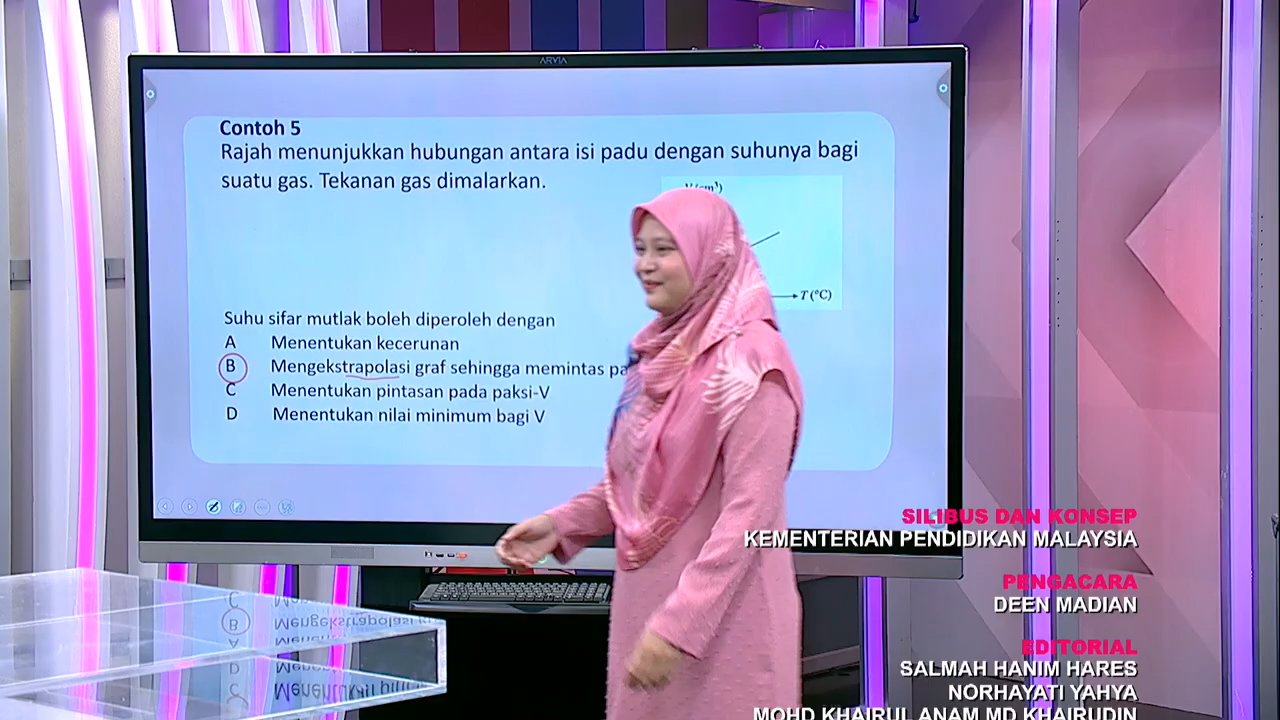 ARVIA
Contoh 5
Rajah menunjukkan hubungan antara isi padu dengan suhunya bagi
suatu gas. Tekanan gas dimalarkan.
V (cm³)
T (°C)
Suhu sifar mutlak boleh diperoleh dengan
A Menentukan kecerunan
B Mengekstrapolasi graf sehingga memintas
C Menentukan pintasan pada paksi-V
D Menentukan nilai minimum bagi V
SILIBUS DAN KONSEP
KEMENTERIAN PENDIDIKAN MALAYSIA
PENGACARA
DEEN MADIAN
EDITORIAL
SALMAH HANIM HARES
NORHAYATI YAHYA
MOHD KHAIRUL ANAM MD KHAIRUDIN